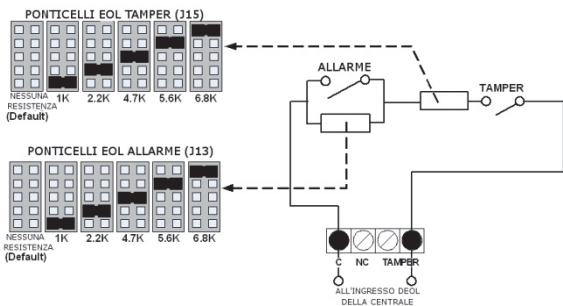 PONTICELLI EOL TAMPER (J15)
NESSUNA
RESISTENZA
(Default)
1K 2.2K 4.7K 5.6K 6.8K
PONTICELLI EOL ALLARME (J13)
NESSUNA
RESISTENZA
(Default)
1K 2.2K 4.7K 5.6K 6.8K
ALLARME
TAMPER
C NC TAMPER
ALL'INGRESSO DEOL
DELLA CENTRALE